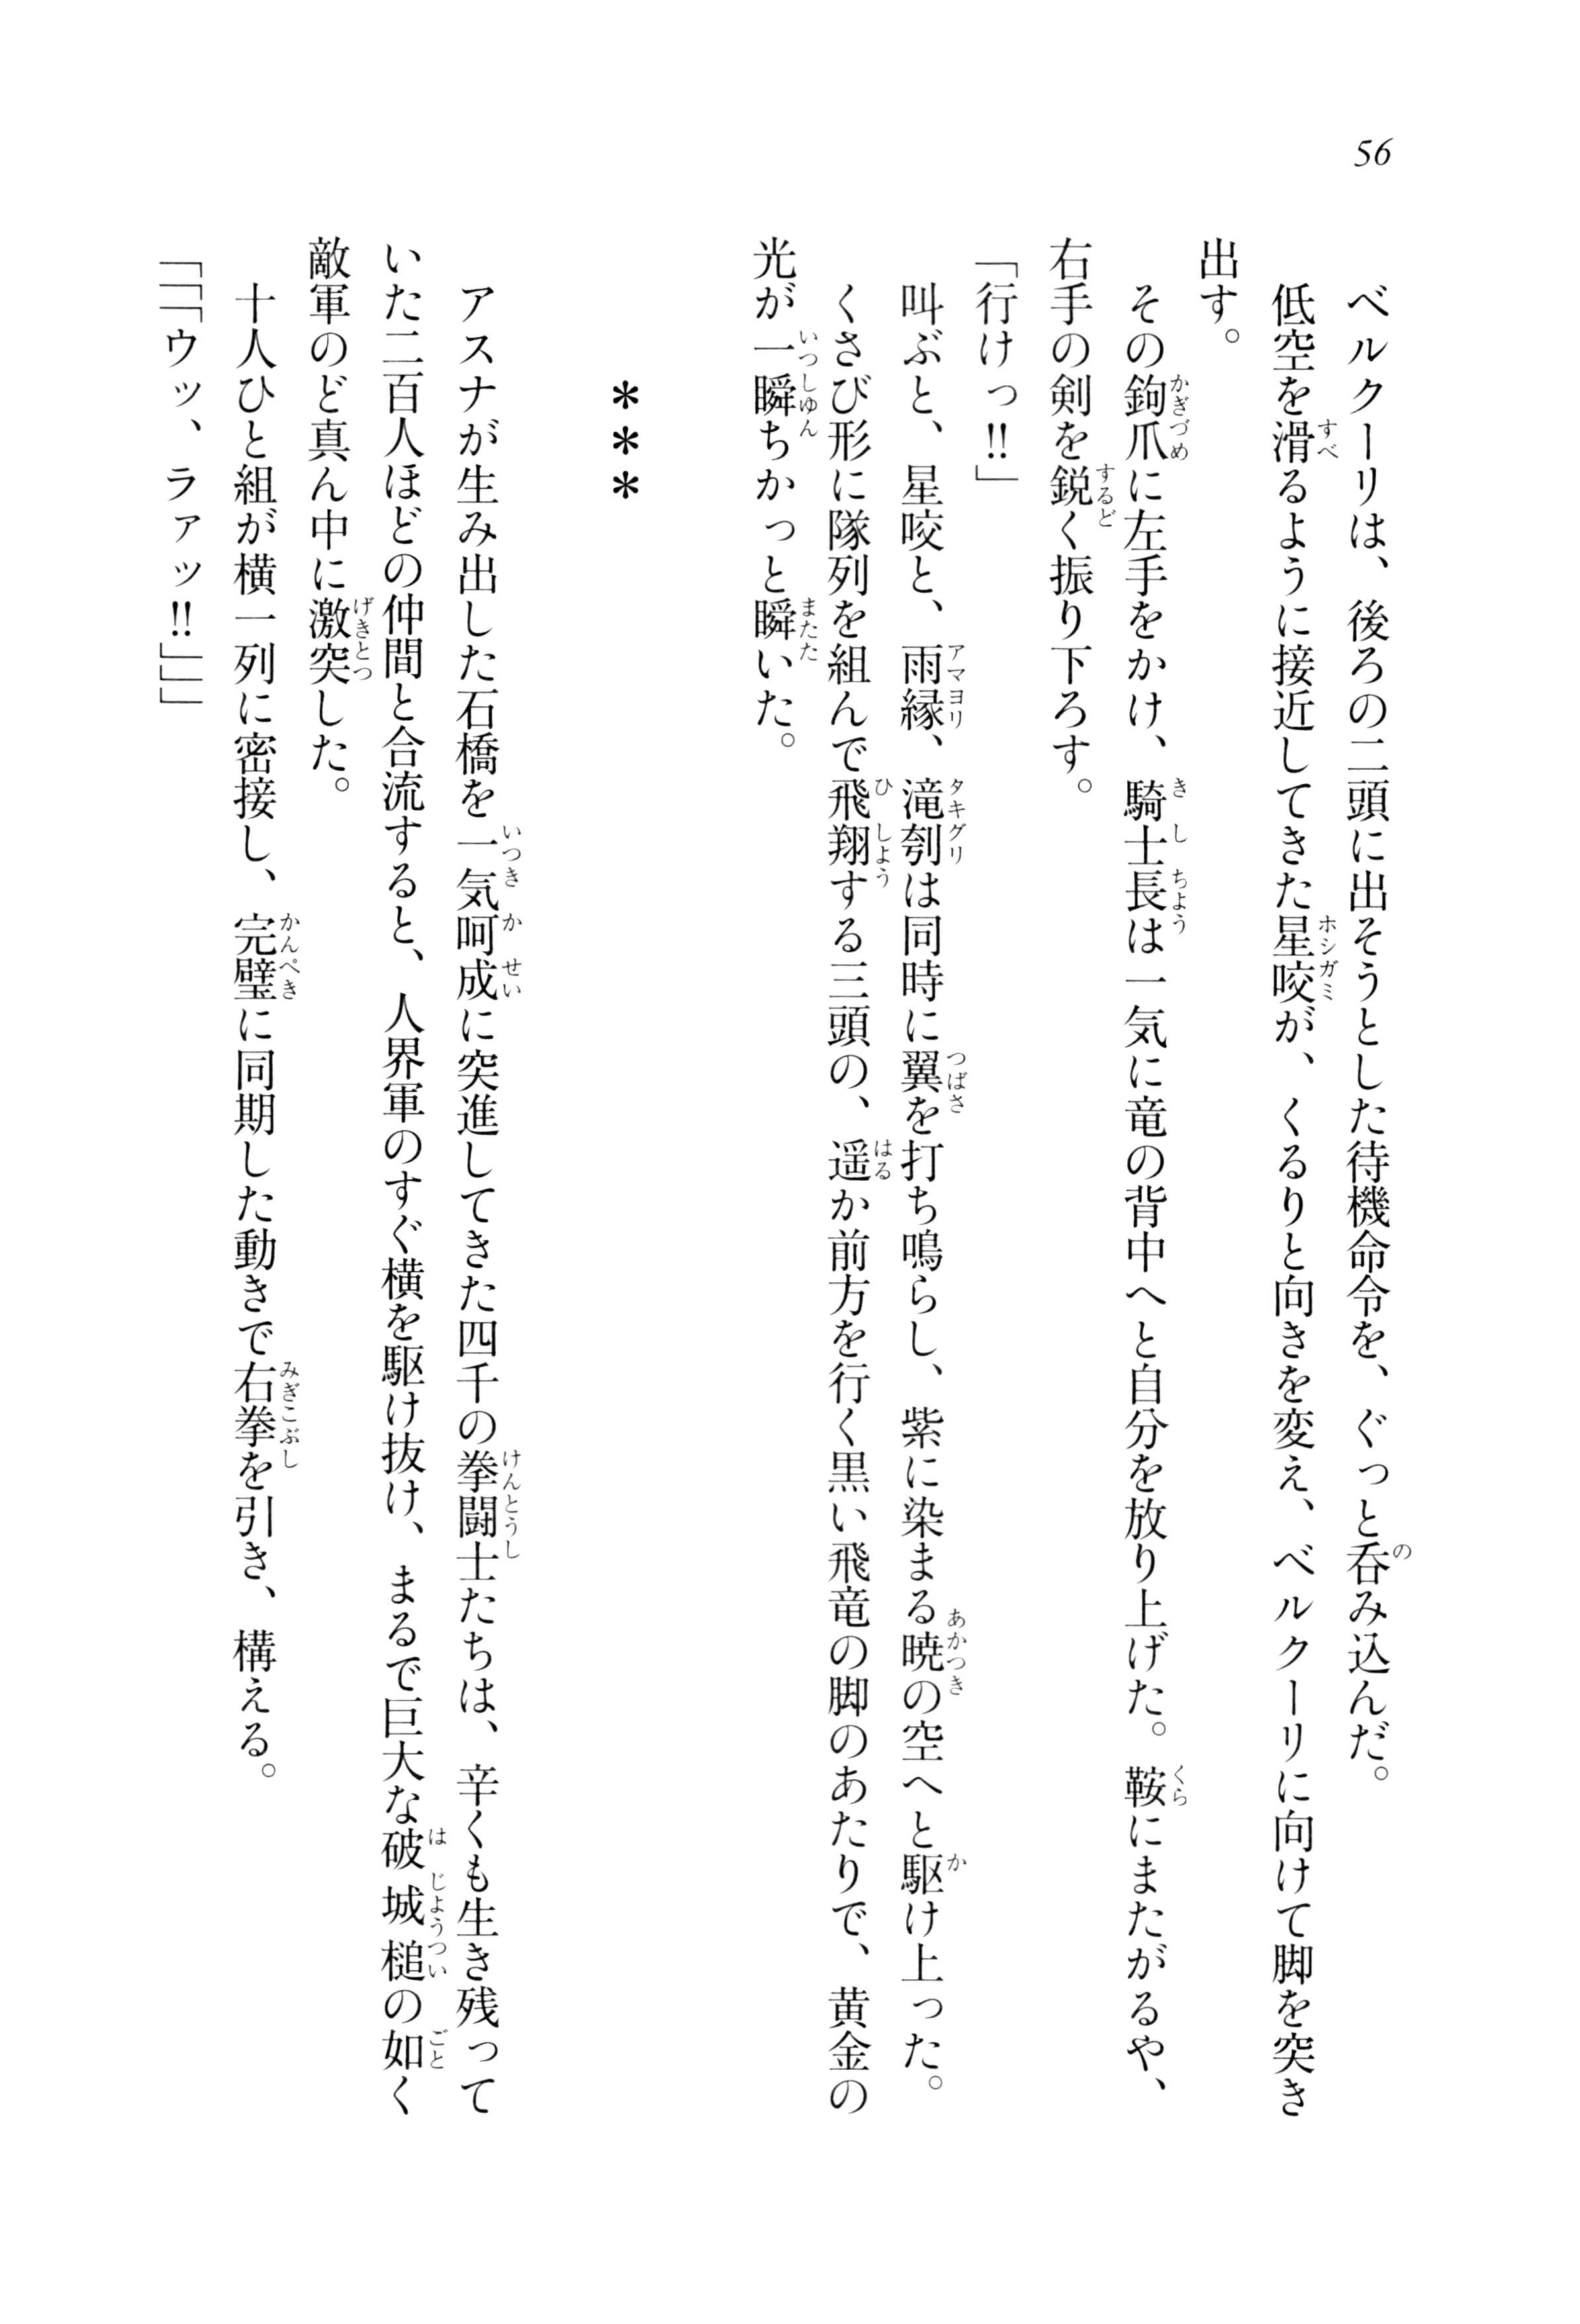 56
ベルクーリは、後ろの二頭に出そうとした待機命令を、ぐっと呑み込んだ。
低空を滑るように接近してきた星咬が、くるりと向きを変え、ベルクーリに向けて脚を突き
出す。
その鉤爪に左手をかけ、騎士長は一気に竜の背中へと自分を放り上げた。鞍にまたがるや、
右手の剣を鋭く振り下ろす。
「行けっ‼」
叫ぶと、星咬と、雨縁、滝刳は同時に翼を打ち鳴らし、紫に染まる暁の空へと駆け上った。
くさび形に隊列を組んで飛翔する三頭の、遥か前方を行く黒い飛竜の脚のあたりで、黄金の
光が一瞬ちかっと瞬いた。
＊＊＊
アスナが生み出した石橋を一気呵成に突進してきた四千の拳闘士たちは、辛くも生き残って
いた二百人ほどの仲間と合流すると、人界軍のすぐ横を駆け抜け、まるで巨大な破城槌の如く
敵軍のど真ん中に激突した。
十人ひと組が横一列に密接し、完璧に同期した動きで右拳を引き、構える。
「「「ウッ、ラァッ‼」」」